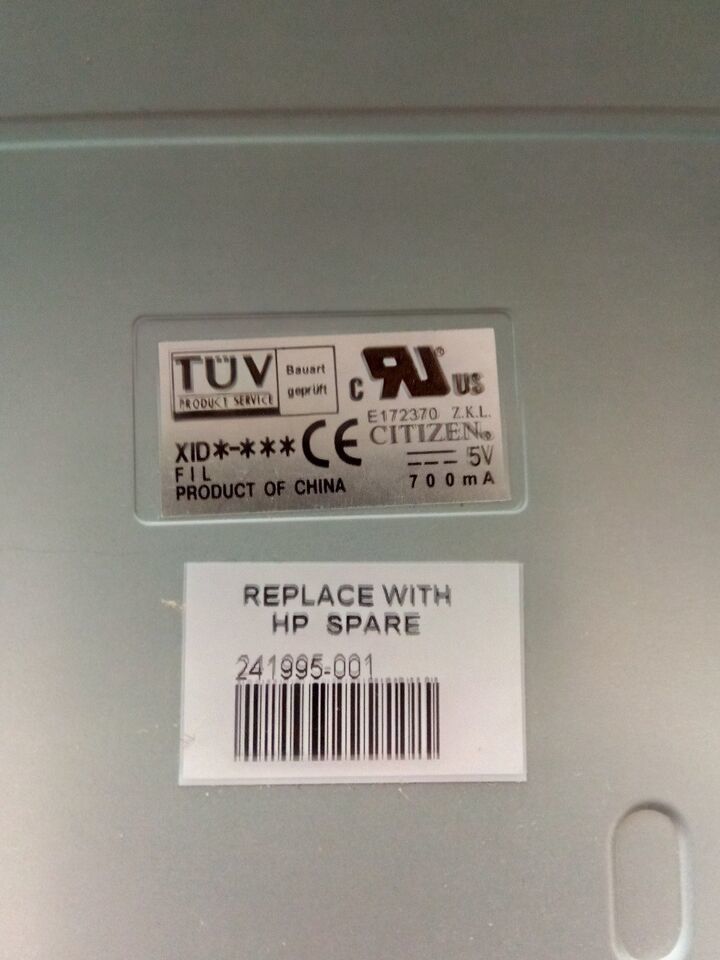 TÜV
PRODUCT SERVICE
Bauart
geprüft
C RU® US
E172370 Z.K.L.
CITIZEN®
XID*-*** CE
FIL
PRODUCT OF CHINA
5V
700mA
REPLACE WITH
HP SPARE
241995-001